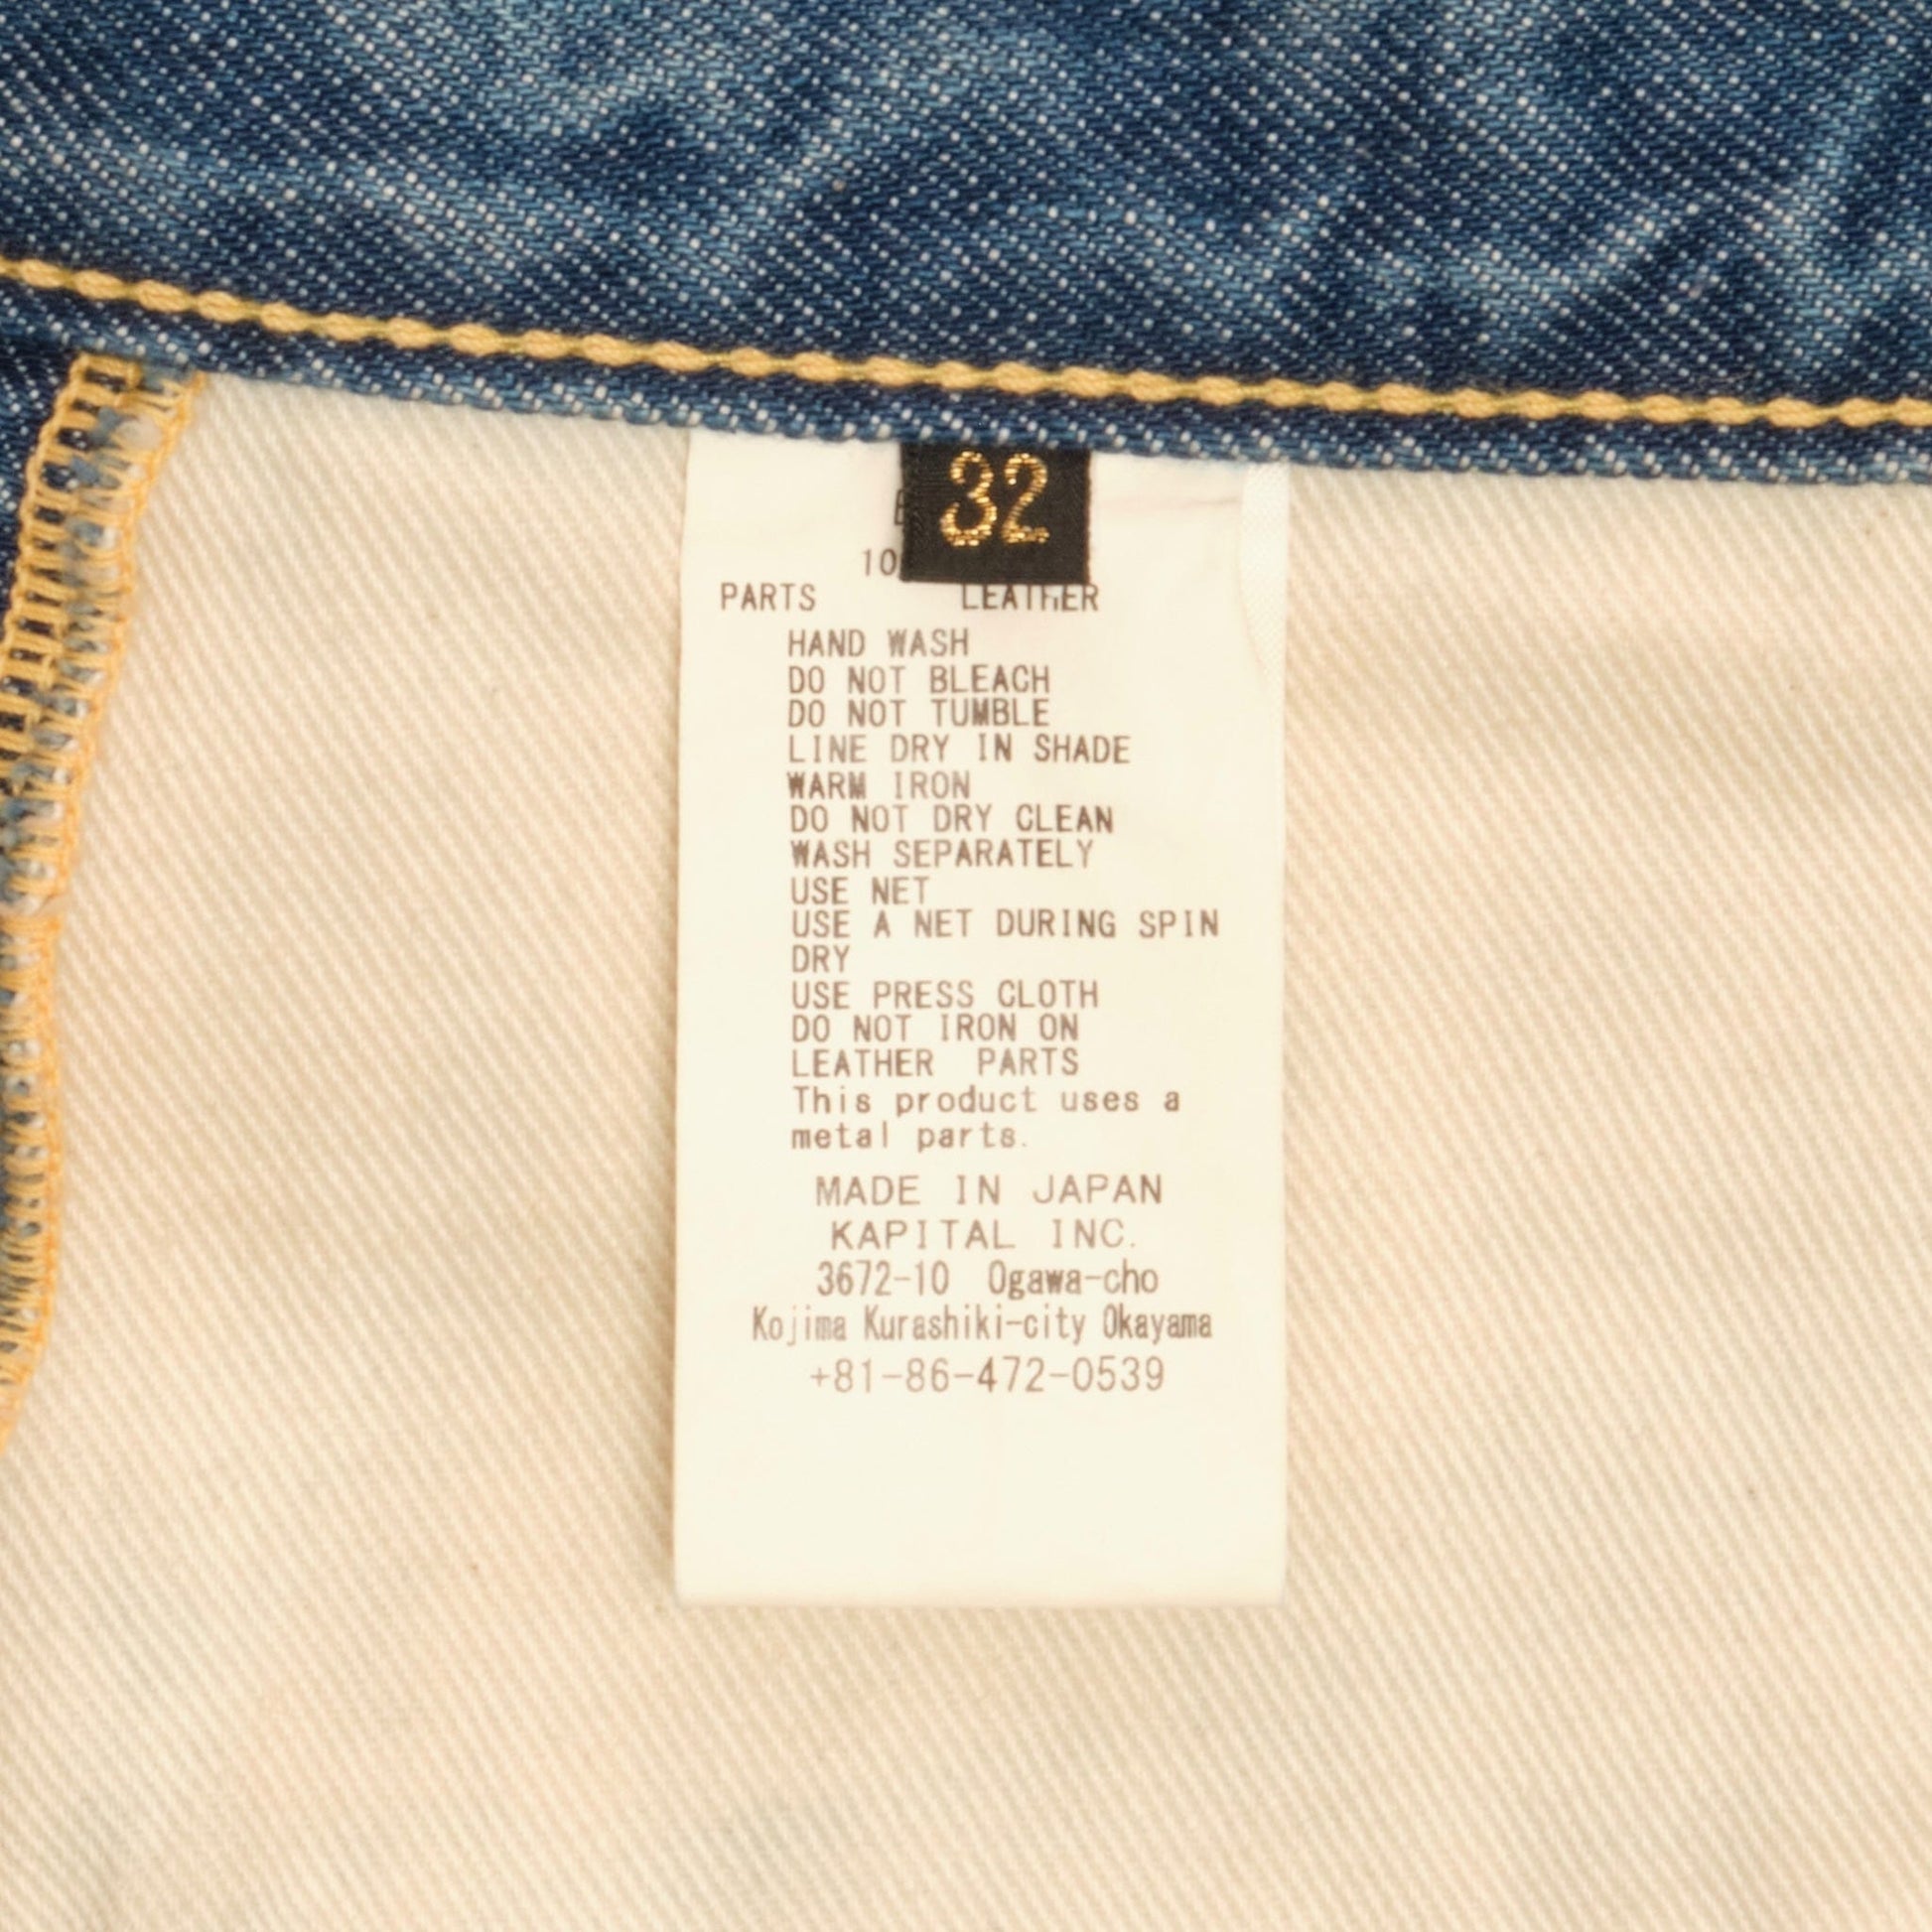 32
10
PARTS LEATHER
HAND WASH
DO NOT BLEACH
DO NOT TUMBLE
LINE DRY IN SHADE
WARM IRON
DO NOT DRY CLEAN
WASH SEPARATELY
USE NET
USE A NET DURING SPIN
DRY
USE PRESS CLOTH
DO NOT IRON ON
LEATHER PARTS
This product uses a
metal parts.
MADE IN JAPAN
KAPITAL INC.
3672-10 Ogawa-cho
Kojima Kurashiki-city Okayama
+81-86-472-0539